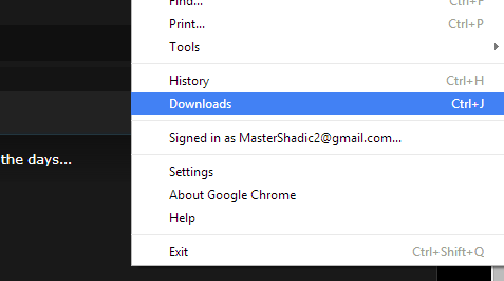 Find... Ctrl+F
Print... Ctrl+P
Tools
History Ctrl+H
Downloads Ctrl+J
Signed in as MasterShadic2@gmail.com...
the days...
Settings
About Google Chrome
Help
Exit Ctrl+Shift+Q